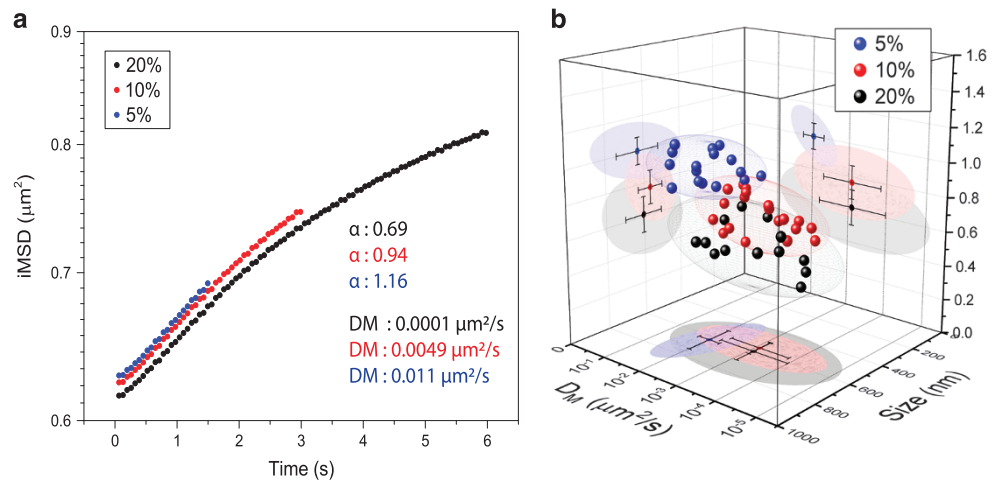 a
0.9
0.8
0.7
0.6
iMSD (μm²)
20%
10%
5%
α : 0.69
α : 0.94
α : 1.16
DM : 0.0001 μm²/s
DM : 0.0049 μm²/s
DM : 0.011 μm²/s
0 1 2 3 4 5 6
Time (s)
b
5%
10%
20%
1.6
1.4
1.2
1.0
0.8
0.6
0.4
0.2
0.0
0
10⁻¹
10⁻²
10⁻³
10⁻⁴
10⁻⁵
D_M (μm²/s)
200
400
600
800
1000
Size (nm)